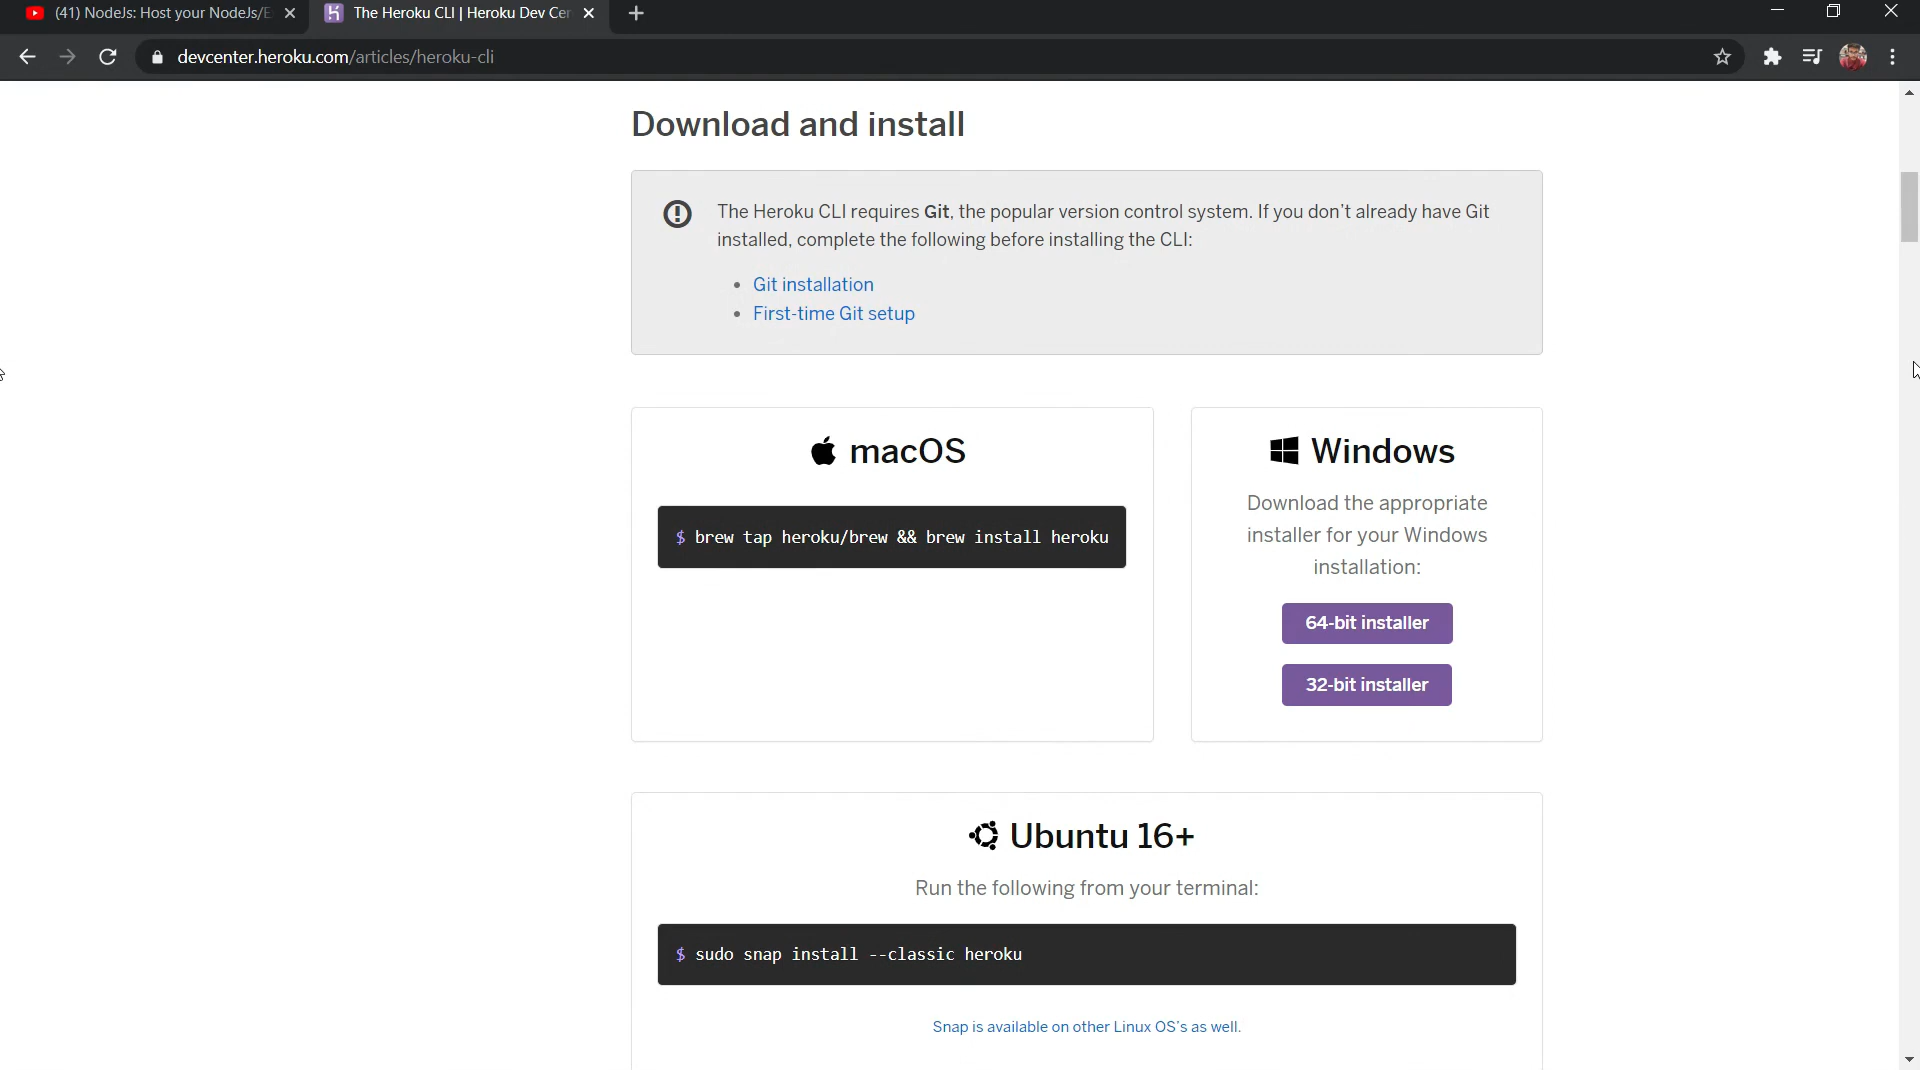 (41) NodeJs: Host your NodeJs/E
The Heroku CLI | Heroku Dev Cen
devcenter.heroku.com/articles/heroku-cli
Download and install
The Heroku CLI requires Git, the popular version control system. If you don’t already have Git
installed, complete the following before installing the CLI:
Git installation
First-time Git setup
macOS
$ brew tap heroku/brew && brew install heroku
Windows
Download the appropriate
installer for your Windows
installation:
64-bit installer
32-bit installer
Ubuntu 16+
Run the following from your terminal:
$ sudo snap install --classic heroku
Snap is available on other Linux OS’s as well.